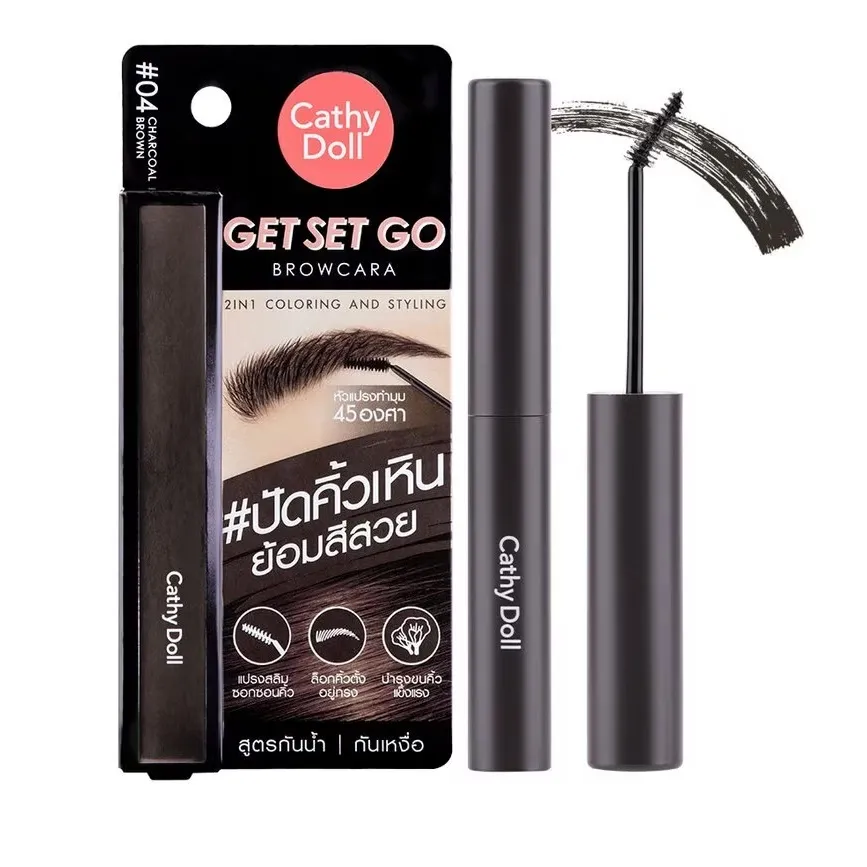 #04
CHARCOAL
BROWN
Cathy
Doll
GET SET GO
BROWCARA
2IN1 COLORING AND STYLING
หัวแปรงทำมุม
45องศา
#ปัดคิ้วเหิน
ย้อมสีสวย
แปรงสลิม
ซอกซอนคิ้ว
ล็อกคิ้วตั้ง
อยู่ทรง
บำรุงขนคิ้ว
แข็งแรง
สูตรกันน้ำ | กันเหงื่อ
Cathy Doll
Cathy Doll
Cathy Doll